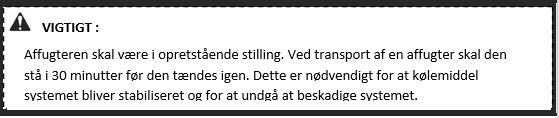 VIGTIGT :
Affugteren skal være i opretstående stilling. Ved transport af en affugter skal den
stå i 30 minutter før den tændes igen. Dette er nødvendigt for at kølemiddel
systemet bliver stabiliseret og for at undgå at beskadige systemet.